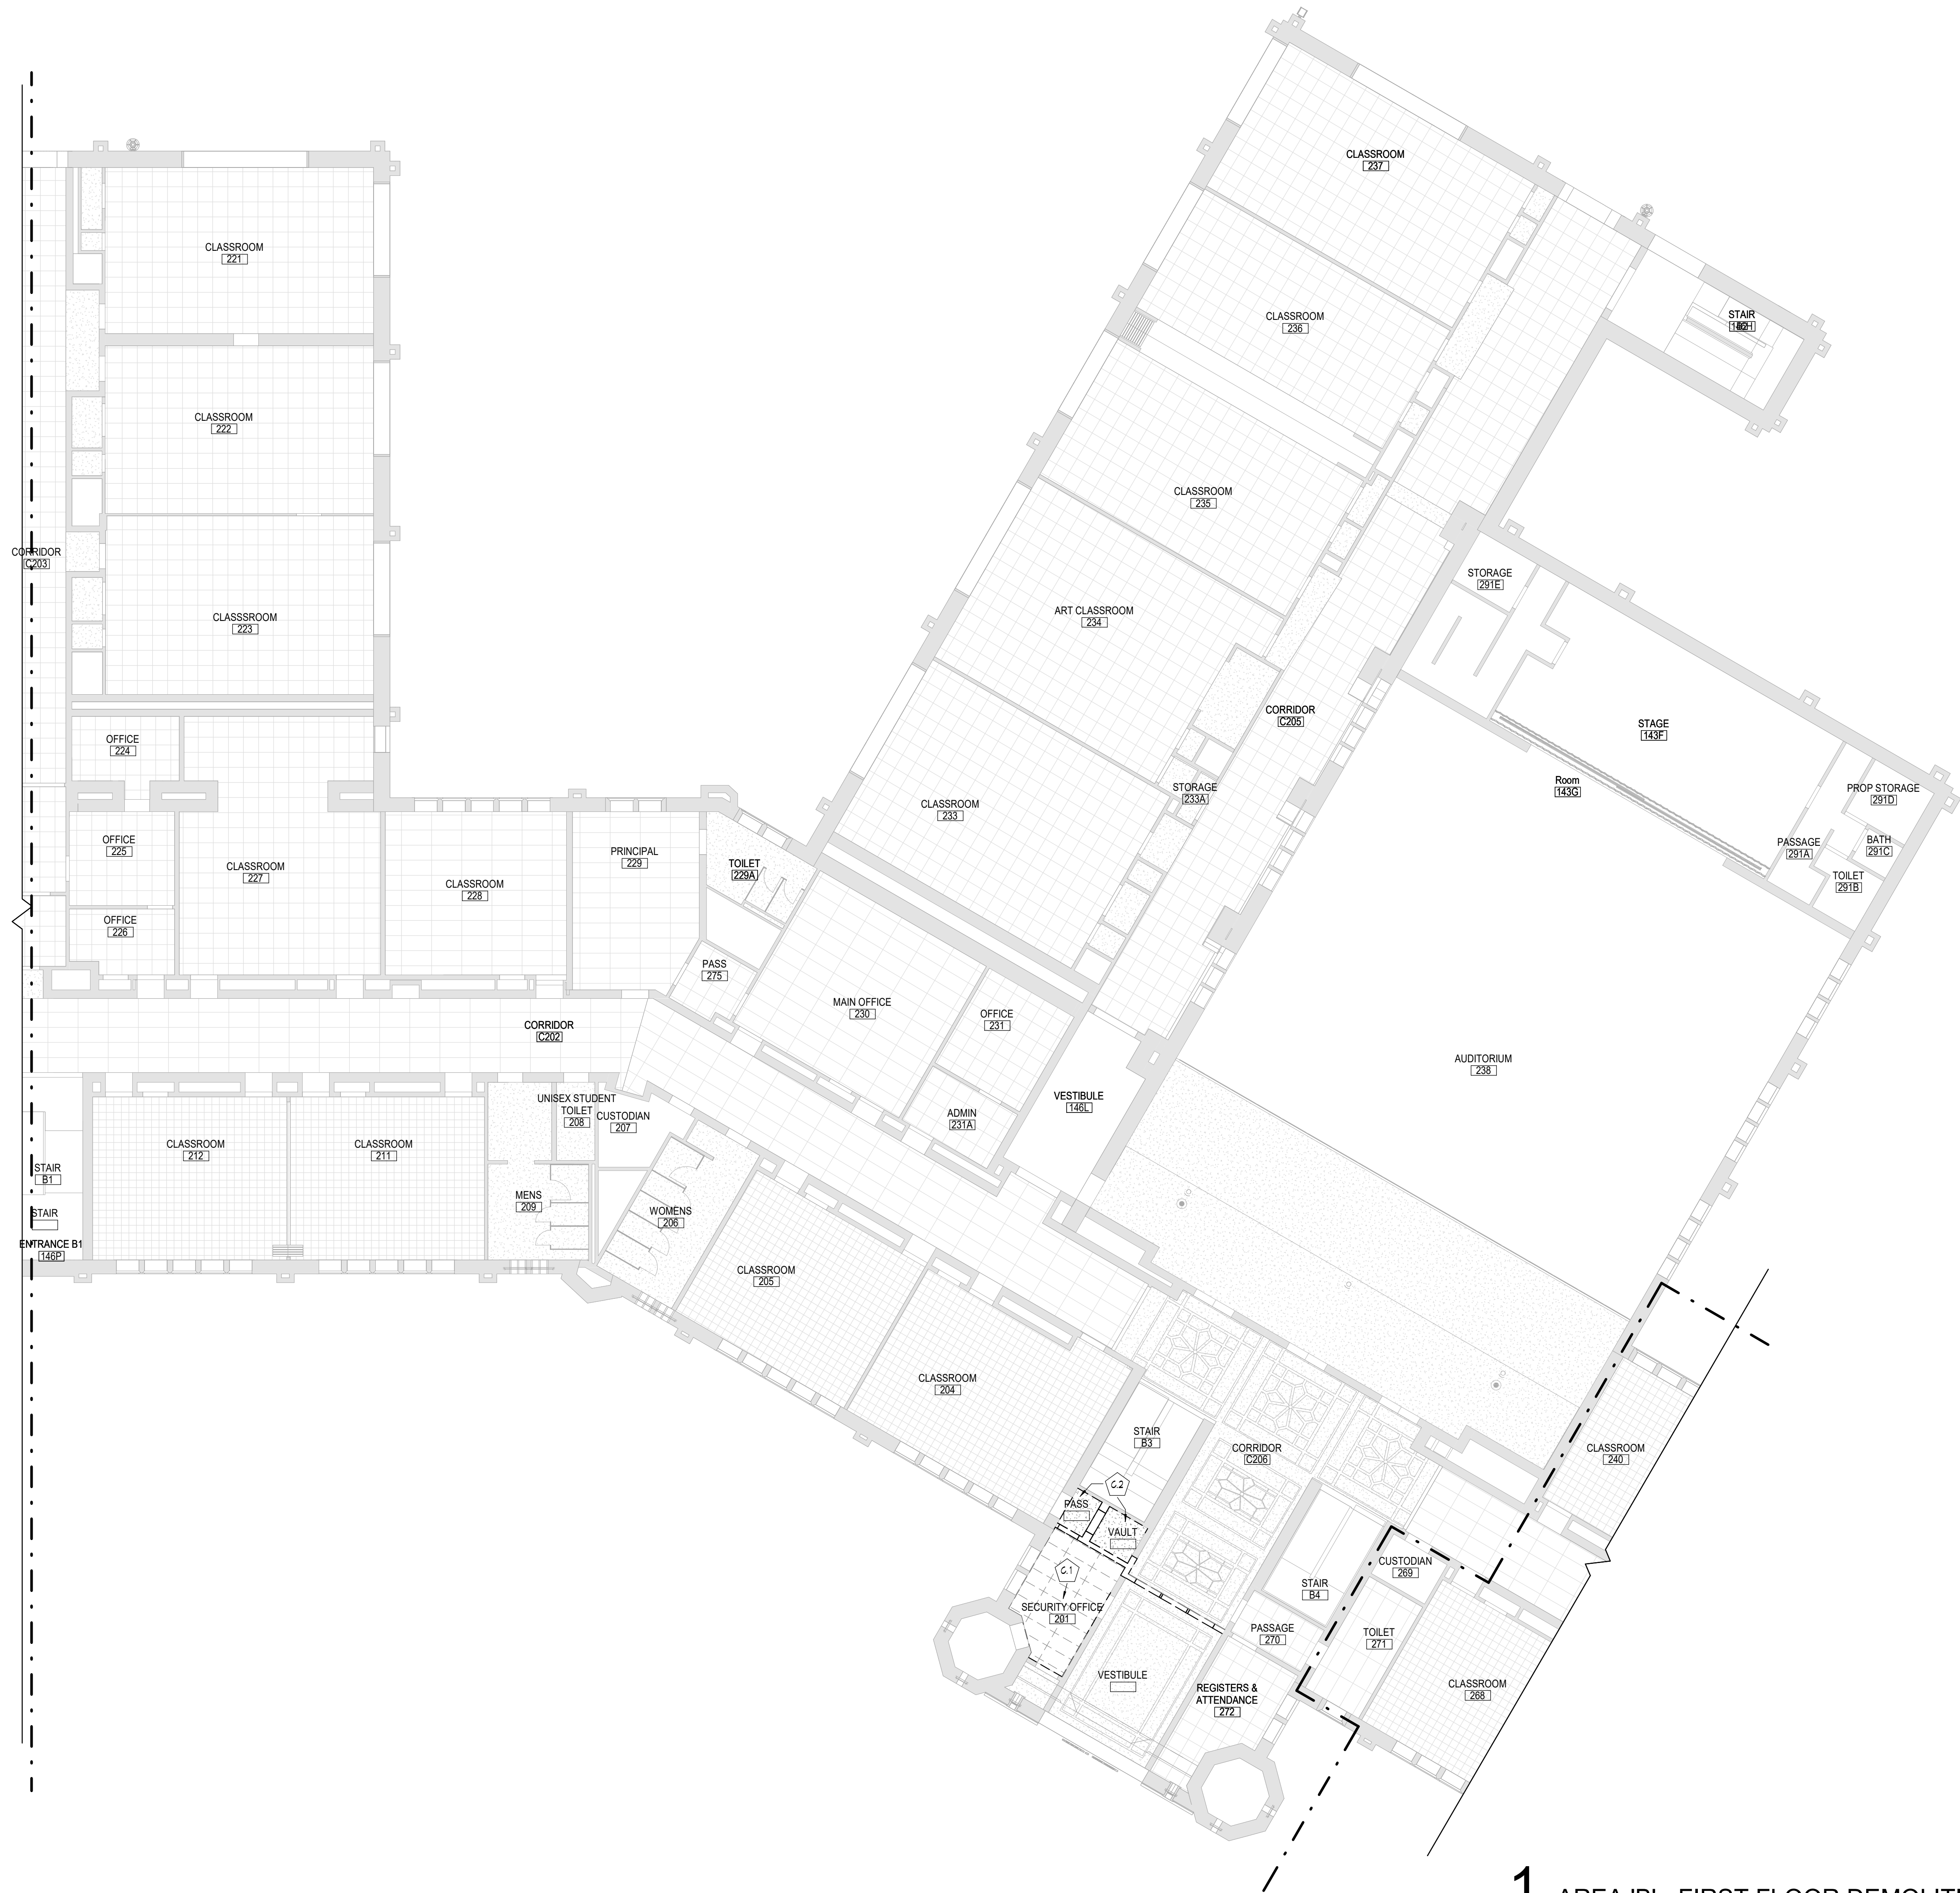 CLASSROOM
237
CLASSROOM
221
CLASSROOM
236
STAIR
CLASSROOM
222
CLASSROOM
235
CORRIDOR
C203
STORAGE
291E
CLASSSROOM
223
ART CLASSROOM
234
CORRIDOR
C205
STAGE
143F
OFFICE
224
Room
143G
STORAGE
233A
PROP STORAGE
291D
CLASSROOM
233
OFFICE
225
PRINCIPAL
229
PASSAGE
291A
BATH
291C
CLASSROOM
227
TOILET
229A
TOILET
291B
CLASSROOM
228
OFFICE
226
PASS
275
MAIN OFFICE
230
OFFICE
231
CORRIDOR
C202
AUDITORIUM
238
VESTIBULE
146L
UNISEX STUDENT
TOILET
208
CUSTODIAN
207
ADMIN
231A
CLASSROOM
212
CLASSROOM
211
STAIR
B1
MENS
209
WOMENS
206
STAIR
ENTRANCE B1
146P
CLASSROOM
205
CLASSROOM
204
STAIR
B3
CORRIDOR
C206
CLASSROOM
240
C.2
PASS
VAULT
C.1
CUSTODIAN
269
STAIR
B4
SECURITY OFFICE
201
PASSAGE
270
TOILET
271
VESTIBULE
REGISTERS &
ATTENDANCE
272
CLASSROOM
268
1